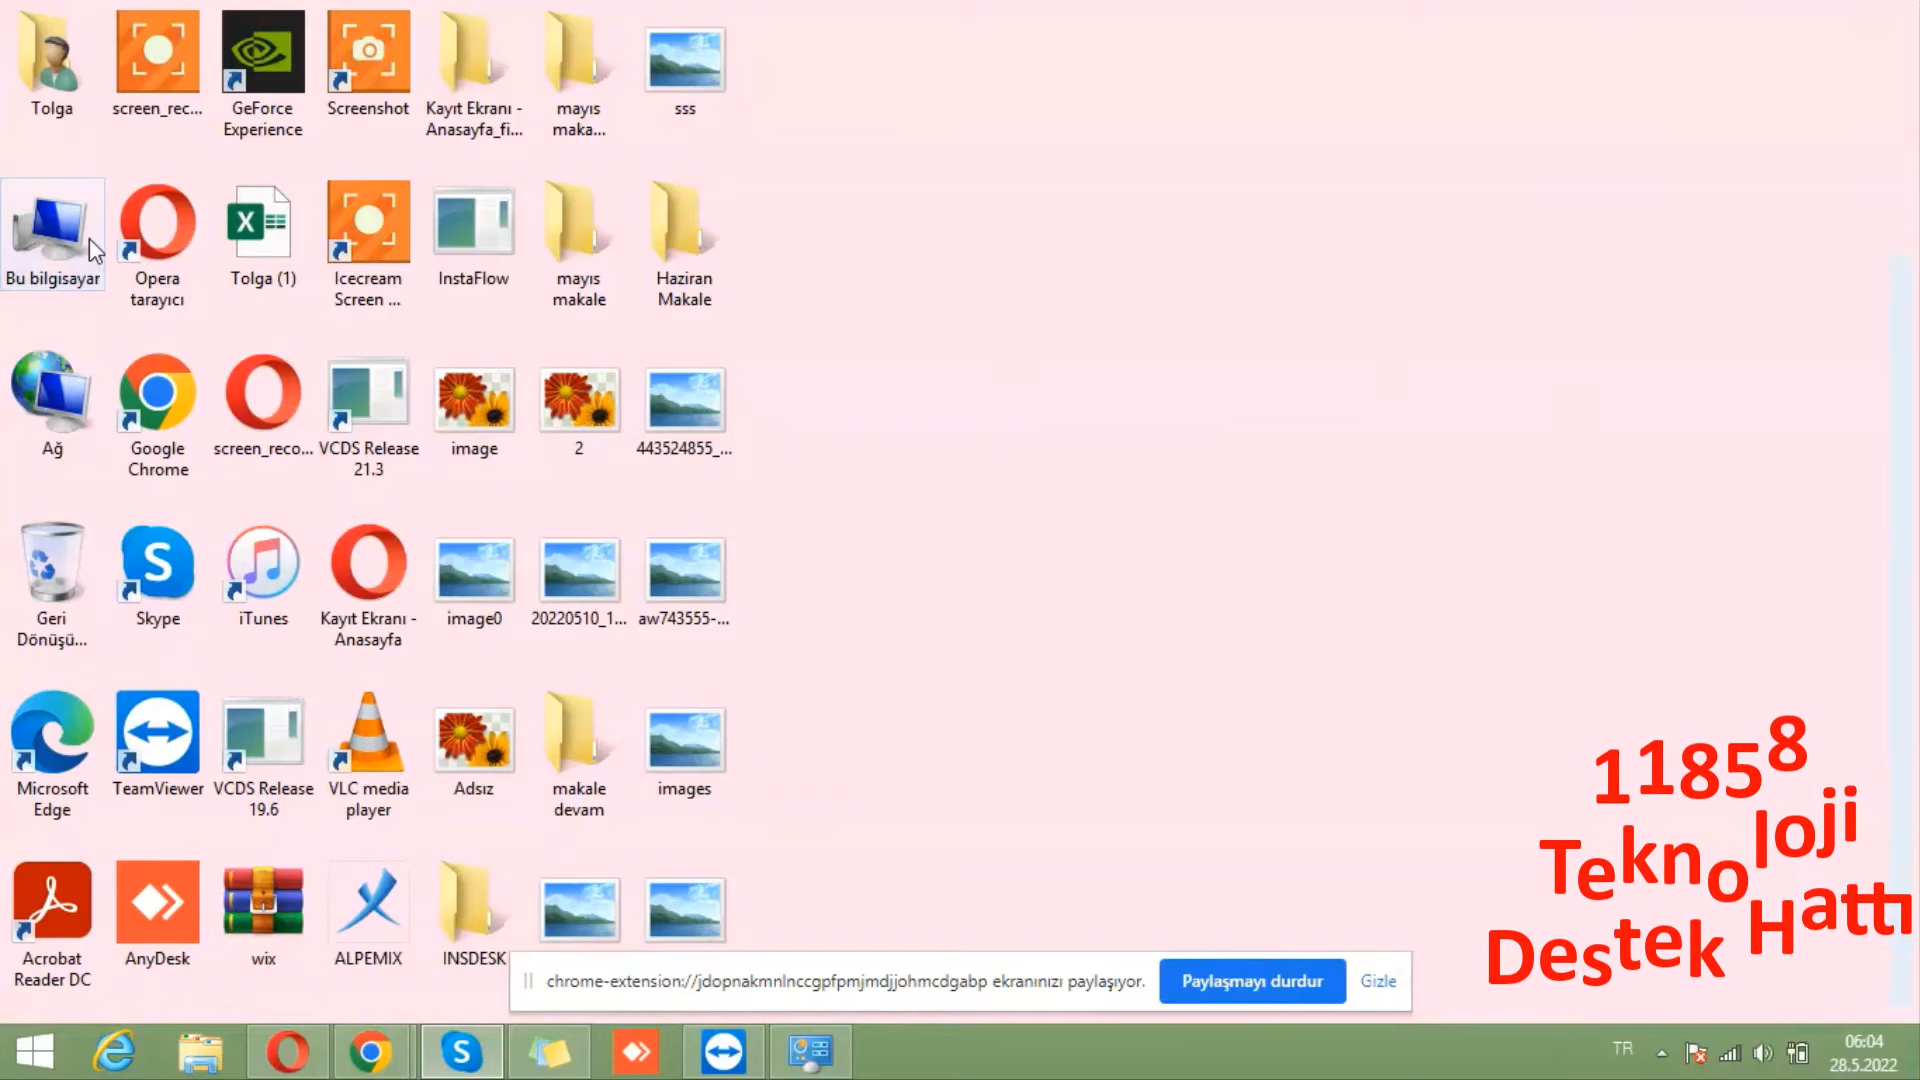 Tolga
screen_rec...
GeForce
Experience
Screenshot
Kayıt Ekranı -
Anasayfa_fi...
mayıs
maka...
sss
Bu bilgisayar
Opera
tarayıcı
Tolga (1)
Icecream
Screen ...
InstaFlow
mayıs
makale
Haziran
Makale
Ağ
Google
Chrome
screen_reco...
VCDS Release
21.3
image
2
443524855_...
Geri
Dönüşü...
Skype
iTunes
Kayıt Ekranı -
Anasayfa
image0
20220510_1...
aw743555-...
Microsoft
Edge
TeamViewer
VCDS Release
19.6
VLC media
player
Adsız
makale
devam
images
Acrobat
Reader DC
AnyDesk
wix
ALPEMIX
INSDESK
11858
Teknoloji
Destek Hattı
chrome-extension://jdopnakmnlnccgpfpmjmdjjohmcdgabp ekranınızı paylaşıyor.
Paylaşmayı durdur
Gizle
TR
06:04
28.5.2022